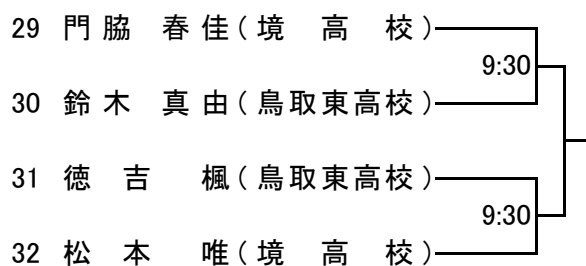 29 門脇 春佳(境 高 校)
9:30
30 鈴木 真由(鳥取東高校)
31 徳吉 楓(鳥取東高校)
9:30
32 松本 唯(境 高 校)